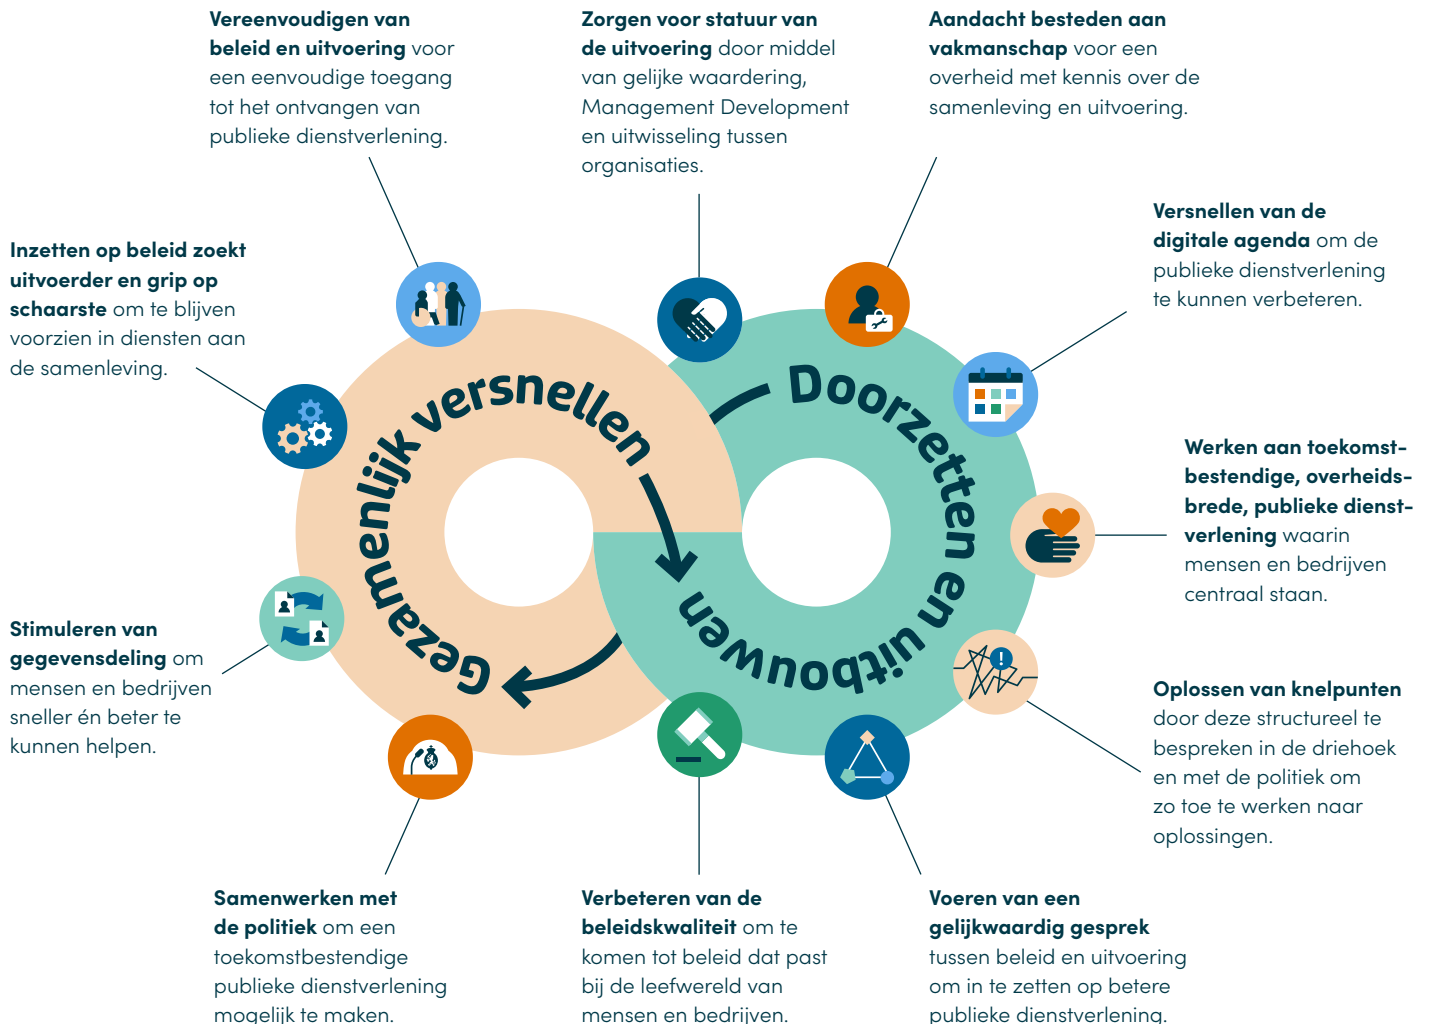 Vereenvoudigen van
beleid en uitvoering voor
een eenvoudige toegang
tot het ontvangen van
publieke dienstverlening.
Zorgen voor statuur van
de uitvoering door middel
van gelijke waardering,
Management Development
en uitwisseling tussen
organisaties.
Aandacht besteden aan
vakmanschap voor een
overheid met kennis over de
samenleving en uitvoering.
Versnellen van de
digitale agenda om de
publieke dienstverlening
te kunnen verbeteren.
Inzetten op beleid zoekt
uitvoerder en grip op
schaarste om te blijven
voorzien in diensten aan
de samenleving.
Gezamenlijk versnellen
Doorzetten en uitbouwen
Werken aan toekomst-
bestendige, overheids-
brede, publieke dienst-
verlening waarin
mensen en bedrijven
centraal staan.
Stimuleren van
gegevensdeling om
mensen en bedrijven
sneller én beter te
kunnen helpen.
!
Oplossen van knelpunten
door deze structureel te
bespreken in de driehoek
en met de politiek om
zo toe te werken naar
oplossingen.
Samenwerken met
de politiek om een
toekomstbestendige
publieke dienstverlening
mogelijk te maken.
Verbeteren van de
beleidskwaliteit om te
komen tot beleid dat past
bij de leefwereld van
mensen en bedrijven.
Voeren van een
gelijkwaardig gesprek
tussen beleid en uitvoering
om in te zetten op betere
publieke dienstverlening.